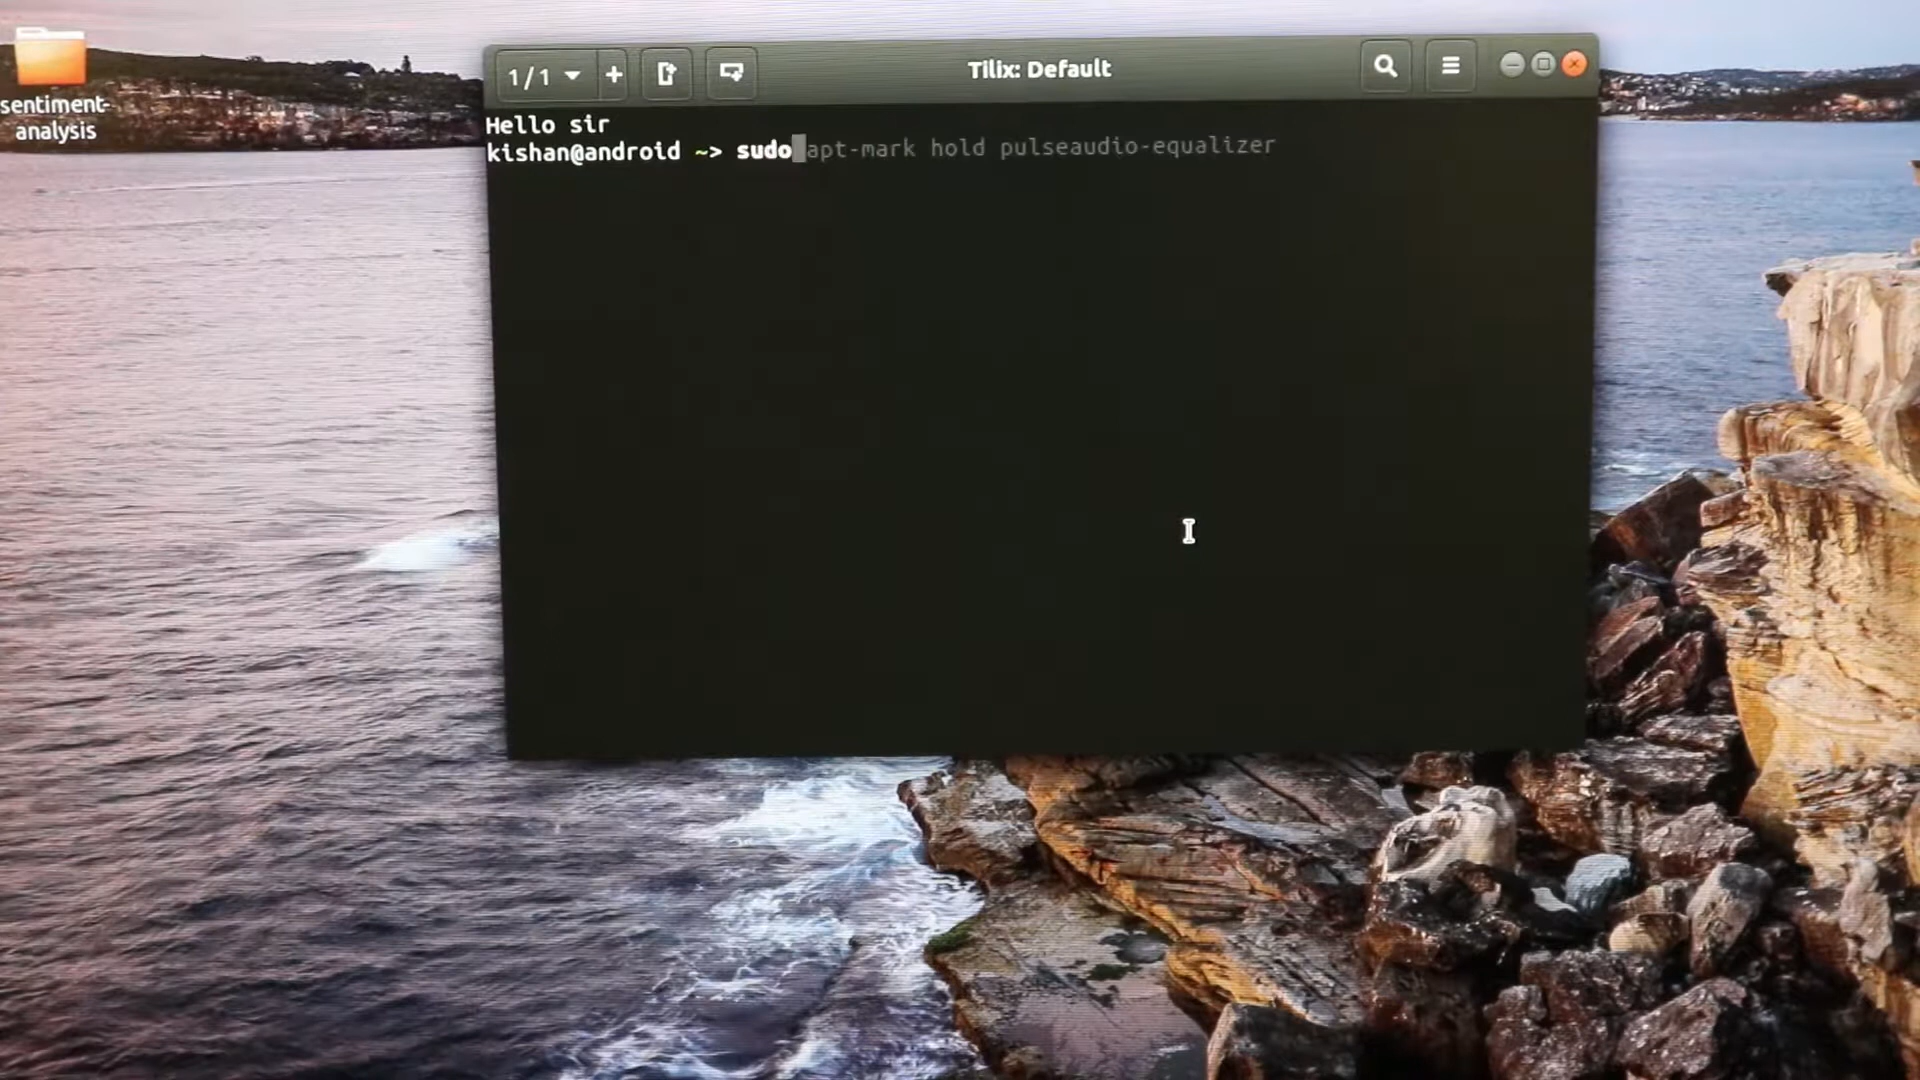 sentiment-
analysis
1/1
Tilix: Default
Hello sir
kishan@android ~> sudo apt-mark hold pulseaudio-equalizer